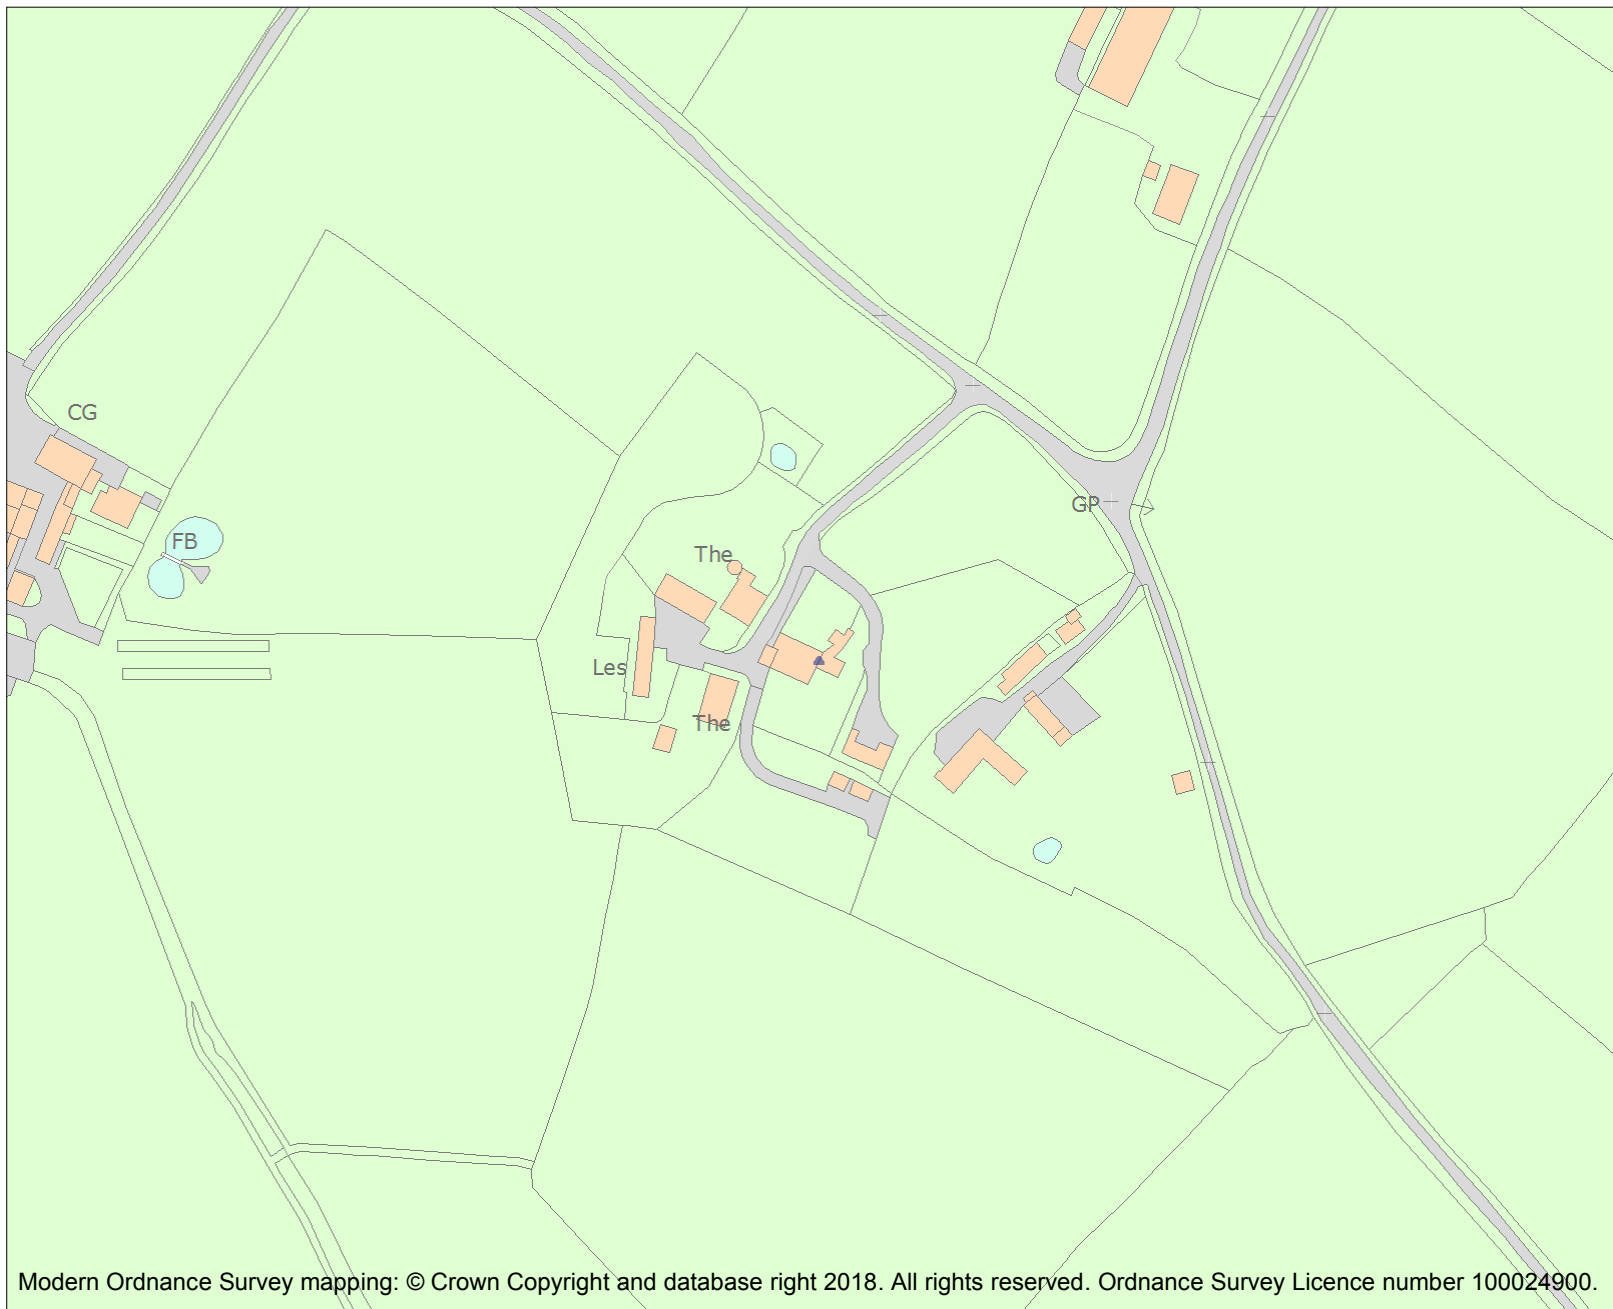 CG
GP
FB
The
Les
The
Modern Ordnance Survey mapping: © Crown Copyright and database right 2018. All rights reserved. Ordnance Survey Licence number 100024900.